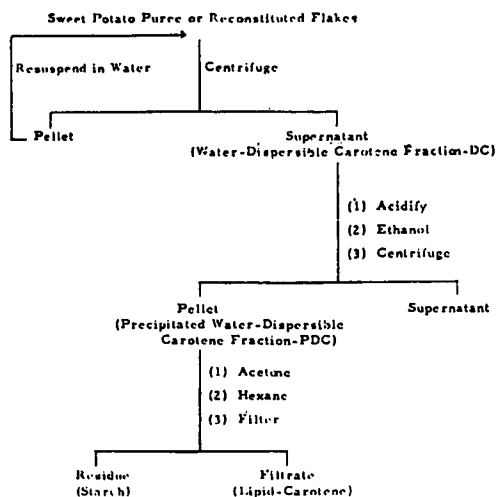 Sweet Potato Puree or Reconstituted Flakes
Resuspend in Water
Centrifuge
Pellet
Supernatant
(Water-Dispersible Carotene Fraction-DC)
(1) Acidify
(2) Ethanol
(3) Centrifuge
Pellet
(Precipitated Water-Dispersible
Carotene Fraction-PDC)
Supernatant
(1) Acetone
(2) Hexane
(3) Filter
Residue
(Starch)
Filtrate
(Lipid-Carotene)